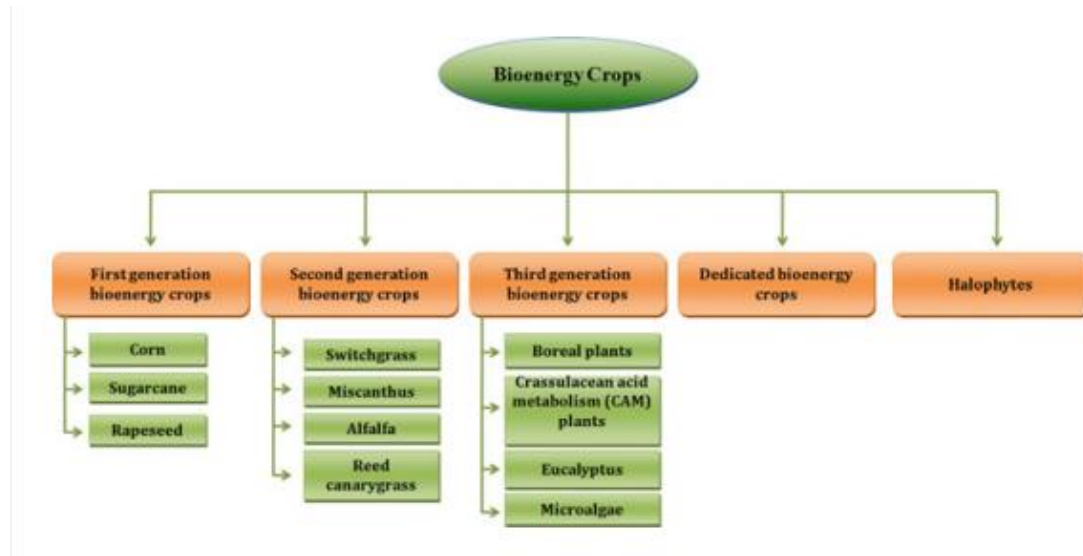 Bioenergy Crops
First generation
bioenergy crops
Second generation
bioenergy crops
Third generation
bioenergy crops
Dedicated bioenergy
crops
Halophytes
Corn
Sugarcane
Rapeseed
Switchgrass
Miscanthus
Alfalfa
Reed
canarygrass
Boreal plants
Crassulacean acid
metabolism (CAM)
plants
Eucalyptus
Microalgae